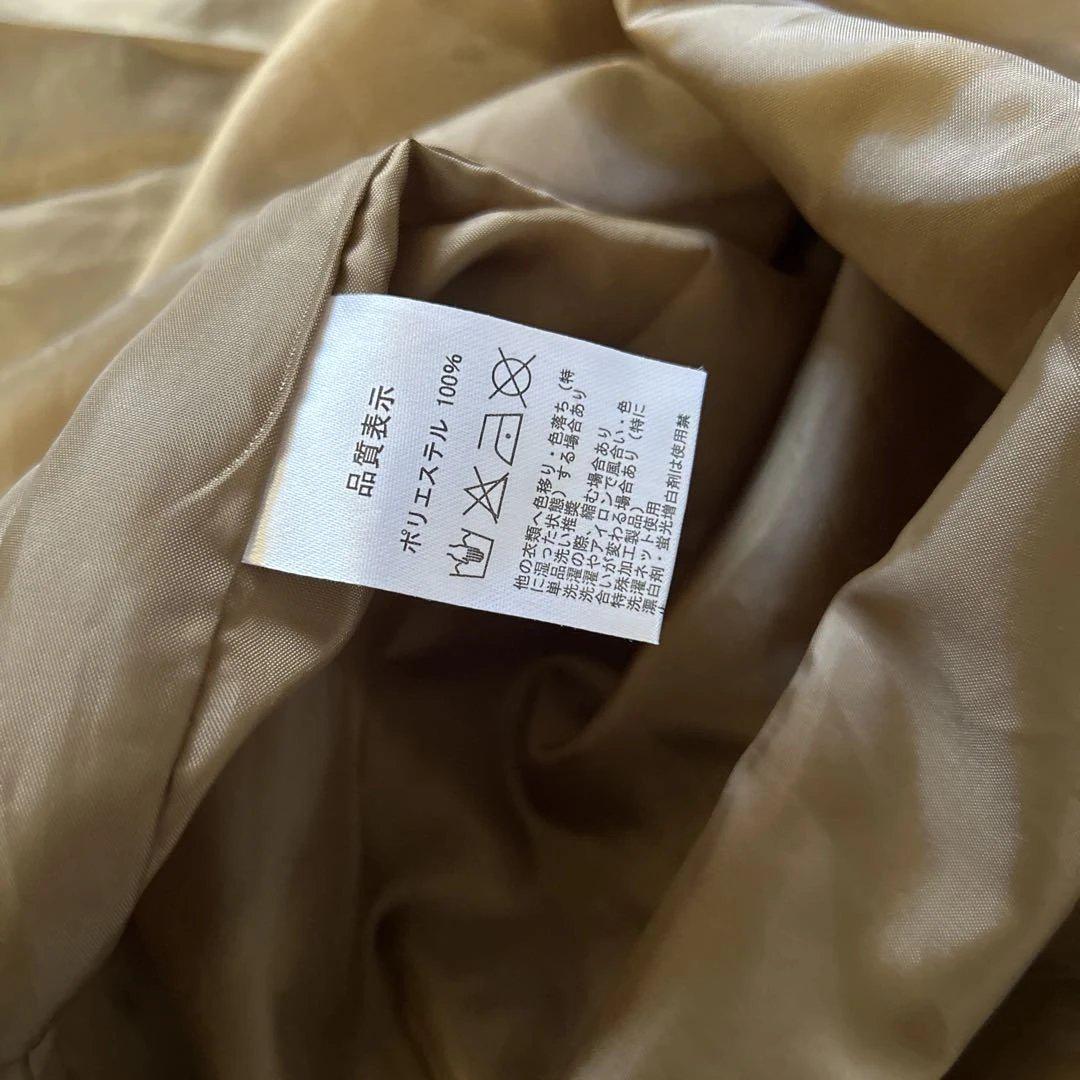 品質表示
ポリエステル 100%
他の衣類へ色移り・色落ち (特
に湿った状態) する場合あり
単品洗い推奨
洗濯の際、縮む場合あり
洗濯やアイロンで風合い・色
合いが変わる場合あり (特に
特殊加工製品)
洗濯ネット使用
漂白剤・蛍光増白剤は使用禁
止